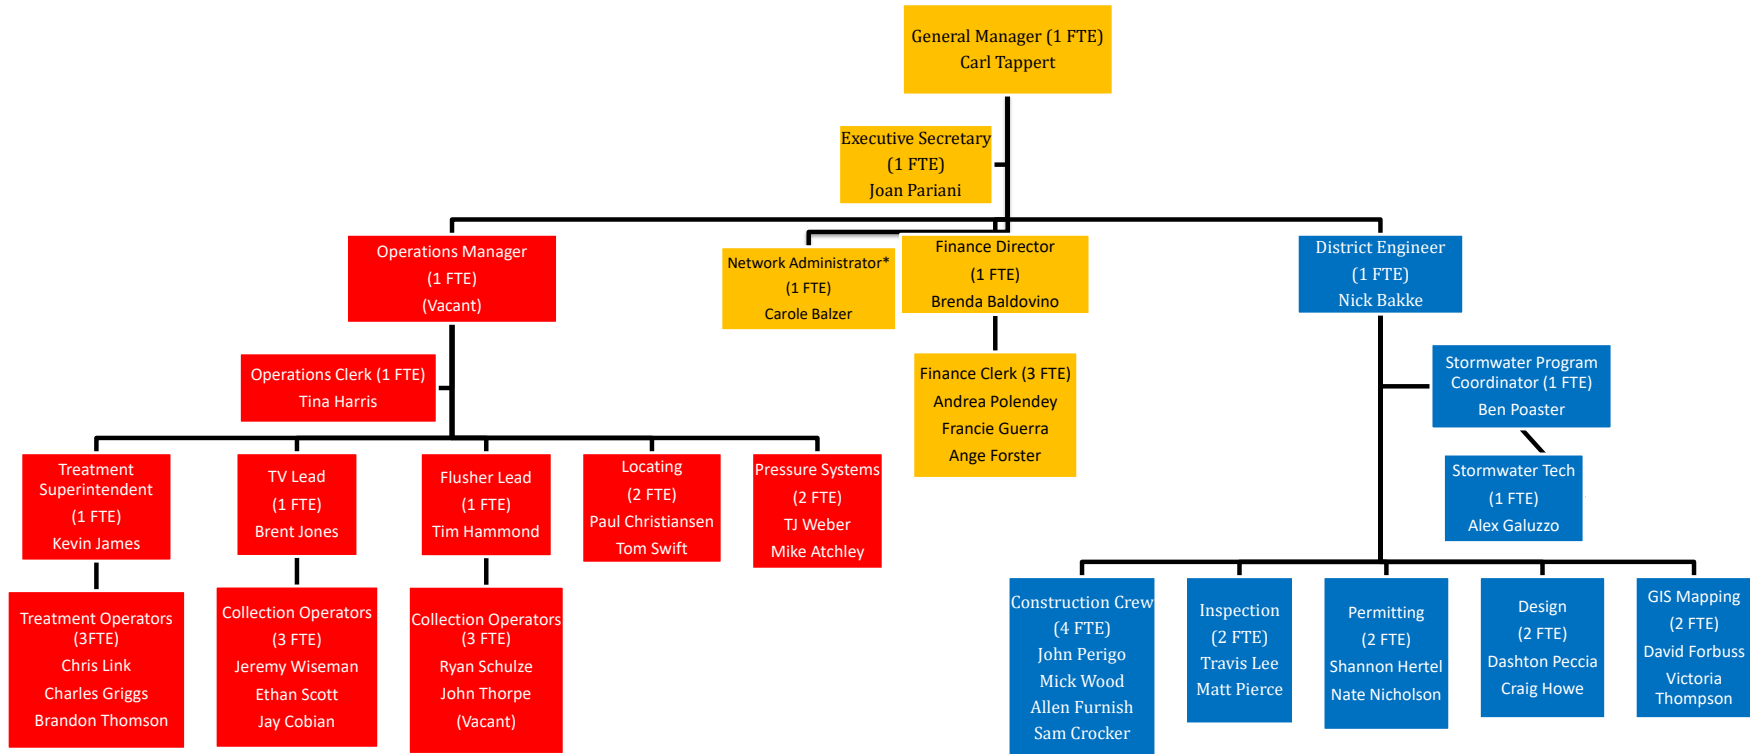 General Manager (1 FTE)
Carl Tappert
Executive Secretary
(1 FTE)
Joan Pariani
Operations Manager
(1 FTE)
(Vacant)
Network Administrator*
(1 FTE)
Carole Balzer
Finance Director
(1 FTE)
Brenda Baldovino
District Engineer
(1 FTE)
Nick Bakke
Operations Clerk (1 FTE)
Tina Harris
Finance Clerk (3 FTE)
Andrea Polendey
Francie Guerra
Ange Forster
Stormwater Program
Coordinator (1 FTE)
Ben Poaster
Stormwater Tech
(1 FTE)
Alex Galuzzo
Treatment
Superintendent
(1 FTE)
Kevin James
TV Lead
(1 FTE)
Brent Jones
Flusher Lead
(1 FTE)
Tim Hammond
Locating
(2 FTE)
Paul Christiansen
Tom Swift
Pressure Systems
(2 FTE)
TJ Weber
Mike Atchley
Treatment Operators
(3FTE)
Chris Link
Charles Griggs
Brandon Thomson
Collection Operators
(3 FTE)
Jeremy Wiseman
Ethan Scott
Jay Cobian
Collection Operators
(3 FTE)
Ryan Schulze
John Thorpe
(Vacant)
Construction Crew
(4 FTE)
John Perigo
Mick Wood
Allen Furnish
Sam Crocker
Inspection
(2 FTE)
Travis Lee
Matt Pierce
Permitting
(2 FTE)
Shannon Hertel
Nate Nicholson
Design
(2 FTE)
Dashton Peccia
Craig Howe
GIS Mapping
(2 FTE)
David Forbuss
Victoria
Thompson